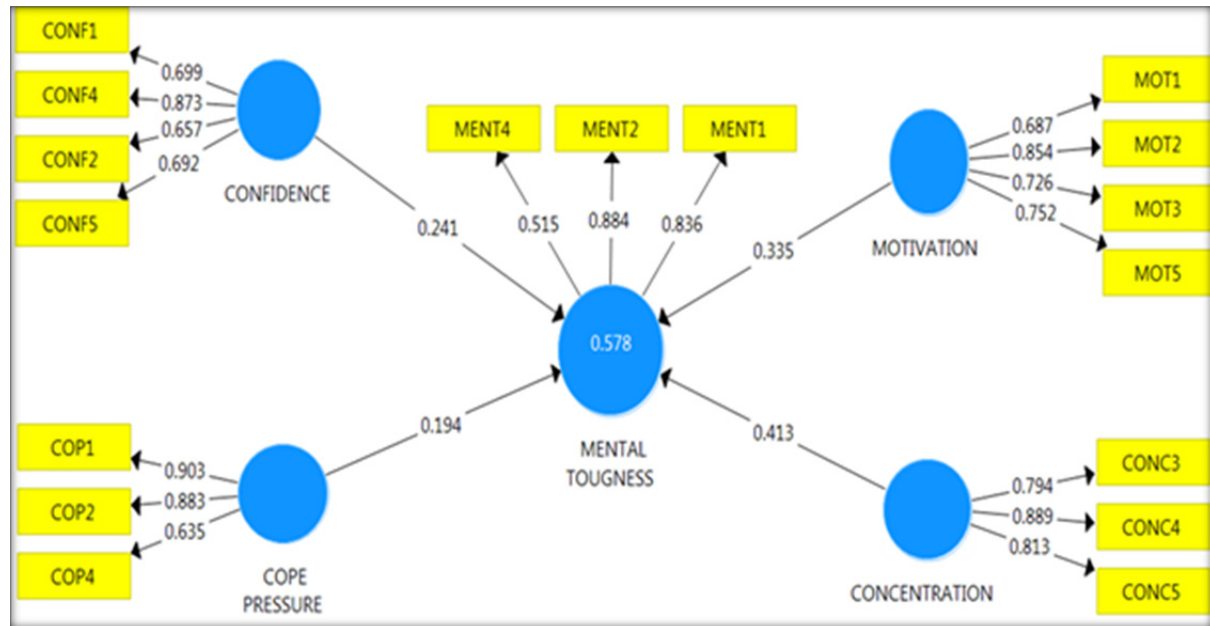 CONF1
CONF4
CONF2
CONF5
0.699
0.873
0.657
0.692
CONFIDENCE
0.241
MENT4
MENT2
MENT1
0.515
0.884
0.836
MOT1
MOT2
MOT3
MOT5
0.687
0.854
0.726
0.752
MOTIVATION
0.335
0.578
MENTAL
TOUGNESS
COP1
COP2
COP4
0.903
0.883
0.635
COPE
PRESSURE
0.194
0.413
CONC3
CONC4
CONC5
0.794
0.889
0.813
CONCENTRATION